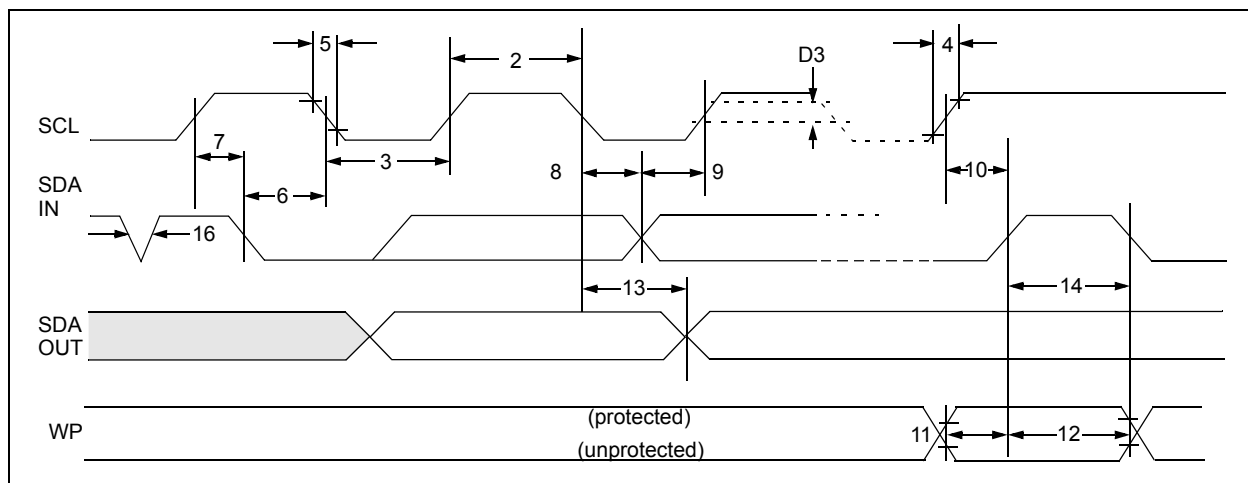 5
2
D3
4
SCL
7
3
8
9
10
SDA
IN
6
16
13
14
SDA
OUT
WP
(protected)
(unprotected)
11
12